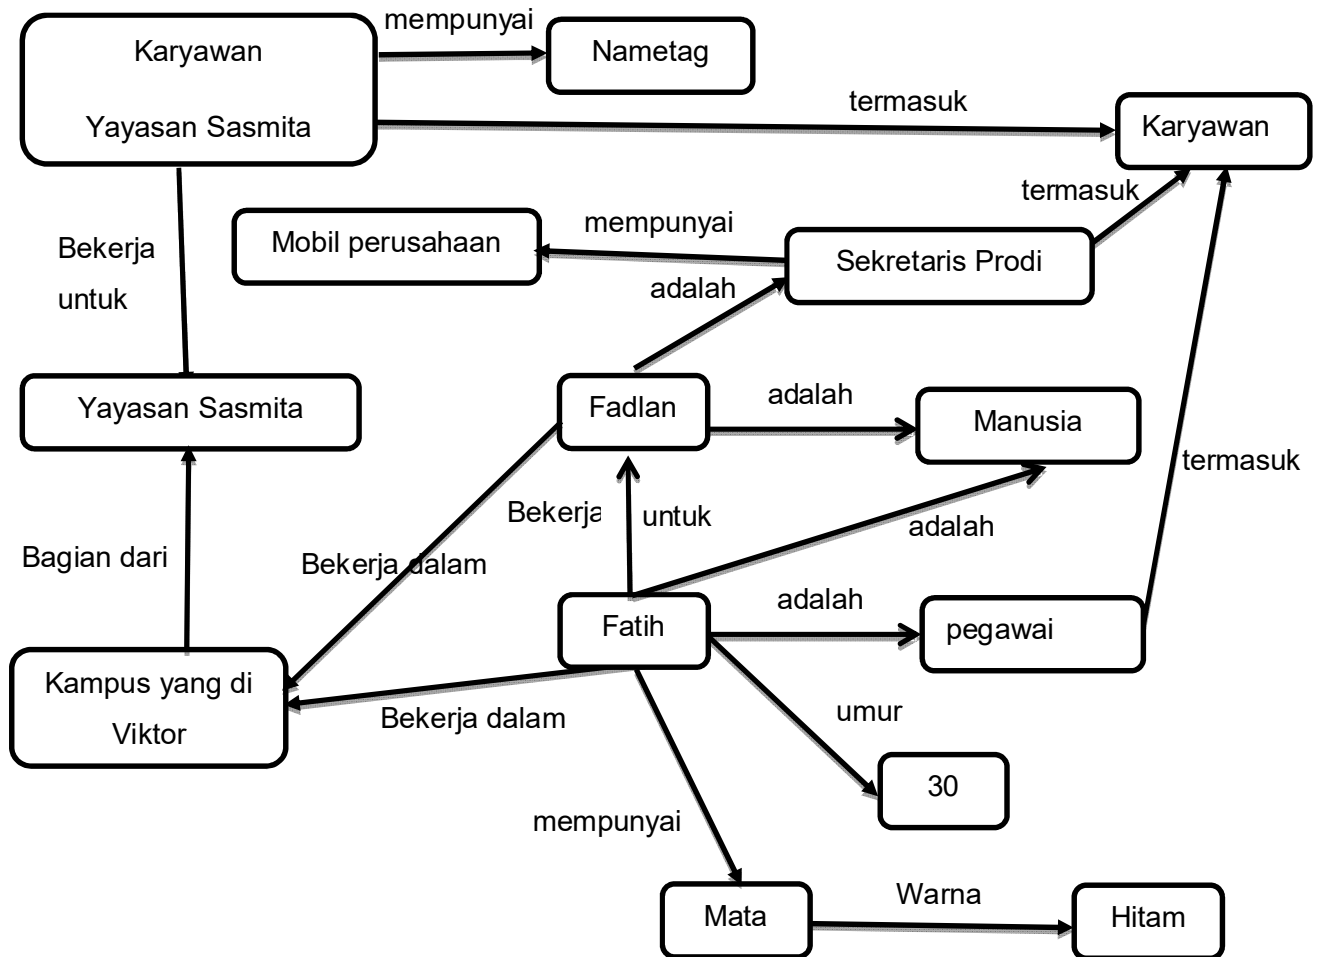 mempunyai
Karyawan
Yayasan Sasmita
Nametag
termasuk
Karyawan
termasuk
Bekerja
untuk
Mobil perusahaan
mempunyai
Sekretaris Prodi
adalah
Yayasan Sasmita
Fadlan
adalah
Manusia
termasuk
Bekerja untuk
adalah
Bagian dari
Bekerja dalam
adalah
Fatih
pegawai
Kampus yang di
Viktor
Bekerja dalam
umur
30
mempunyai
Mata
Warna
Hitam